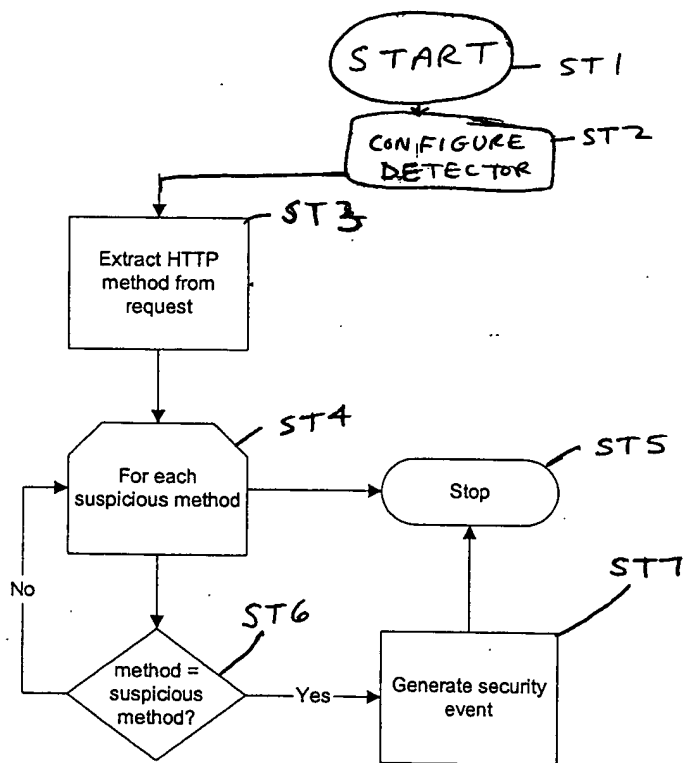 START
ST1
CONFIGURE
DETECTOR
ST2
ST3
Extract HTTP
method from
request
ST4
For each
suspicious method
ST5
Stop
No
ST6
method =
suspicious
method?
Yes
ST7
Generate security
event